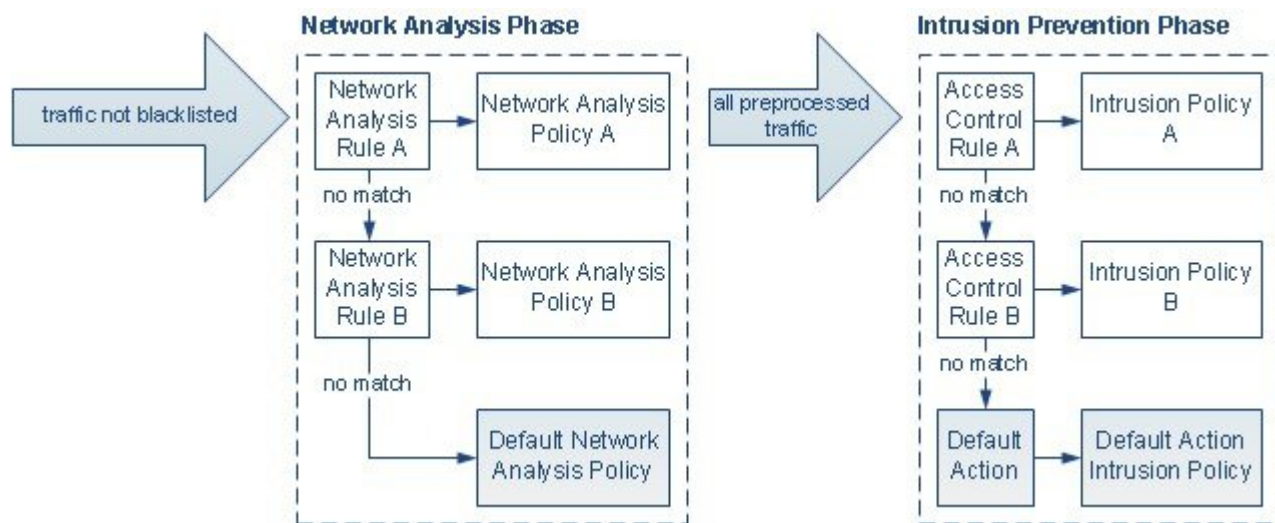 Network Analysis Phase
traffic not blacklisted
Network
Analysis
Rule A
Network Analysis
Policy A
no match
Network
Analysis
Rule B
Network Analysis
Policy B
no match
Default Network
Analysis Policy
all preprocessed
traffic
Intrusion Prevention Phase
Access
Control
Rule A
Intrusion Policy
A
no match
Access
Control
Rule B
Intrusion Policy
B
no match
Default
Action
Default Action
Intrusion Policy